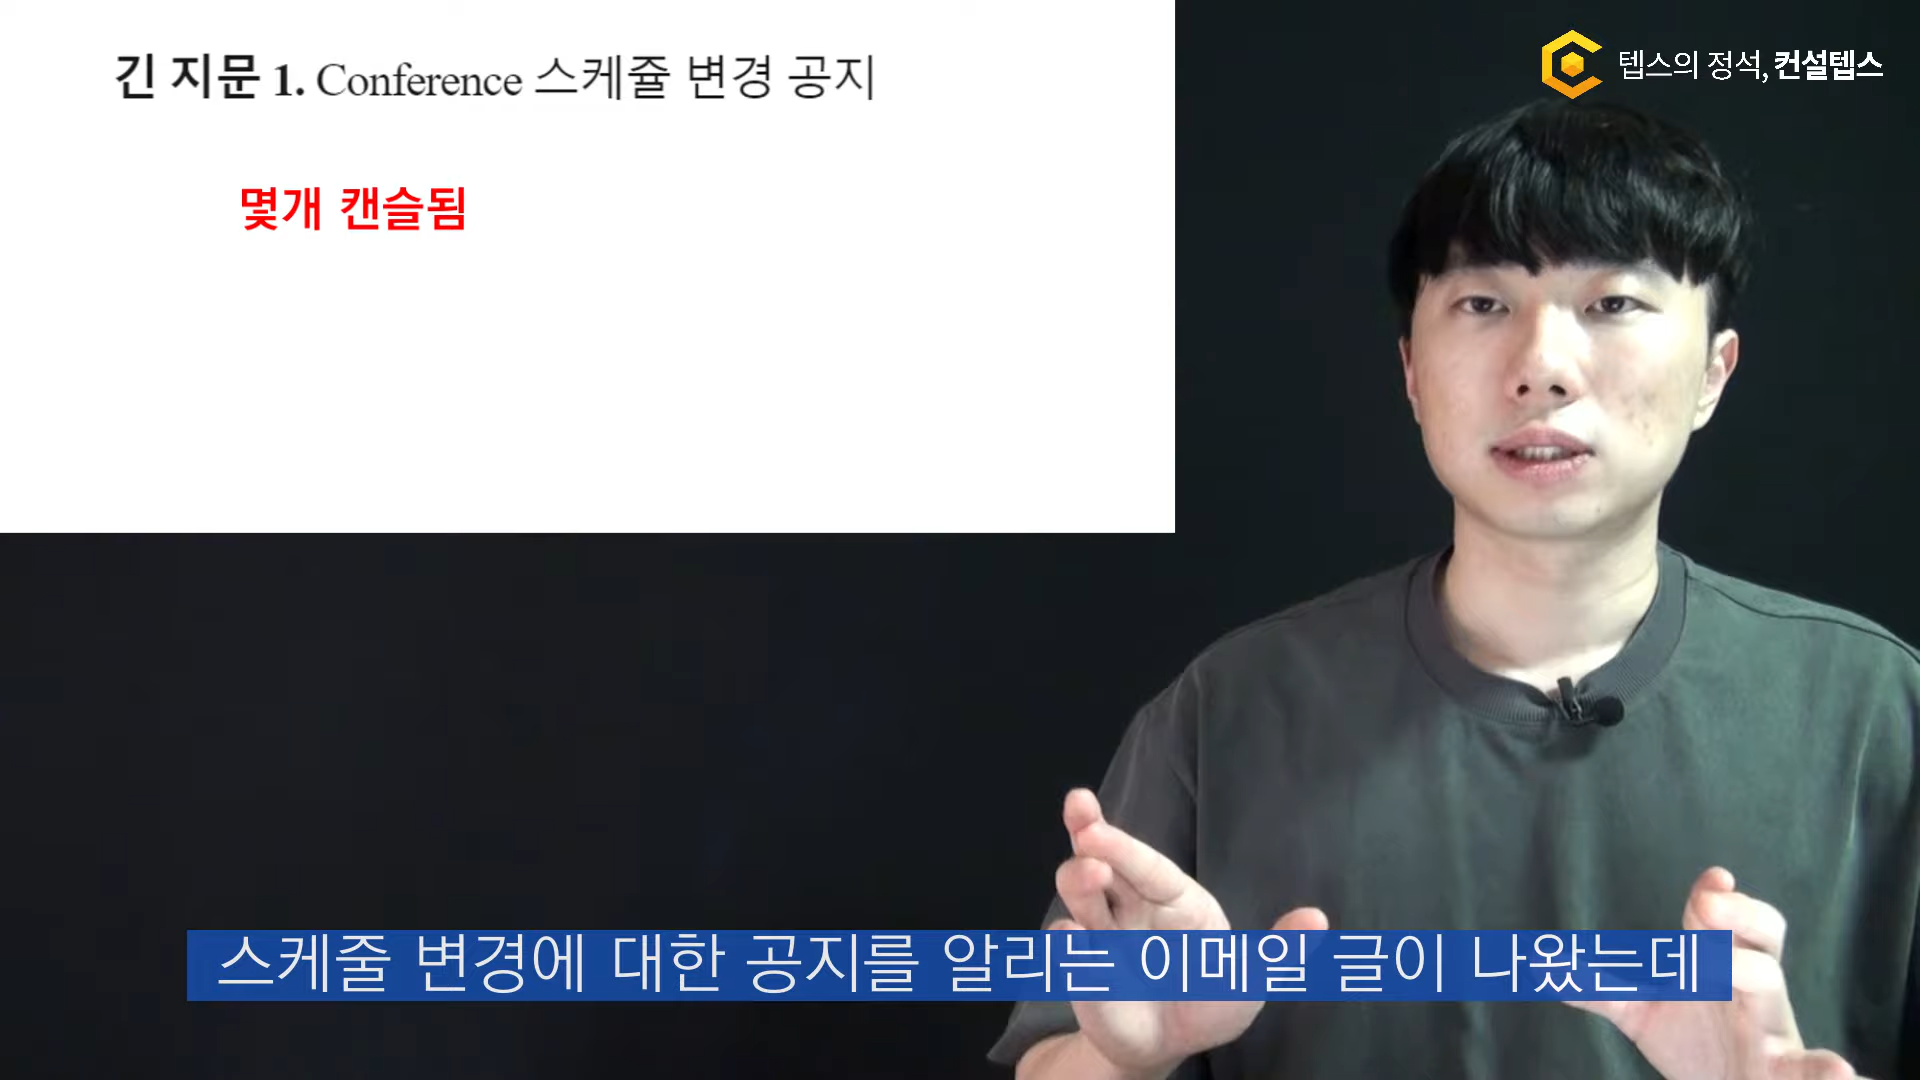 긴 지문 1. Conference 스케쥴 변경 공지
텝스의 정석, 컨설텝스
몇개 캔슬됨
스케줄 변경에 대한 공지를 알리는 이메일 글이 나왔는데